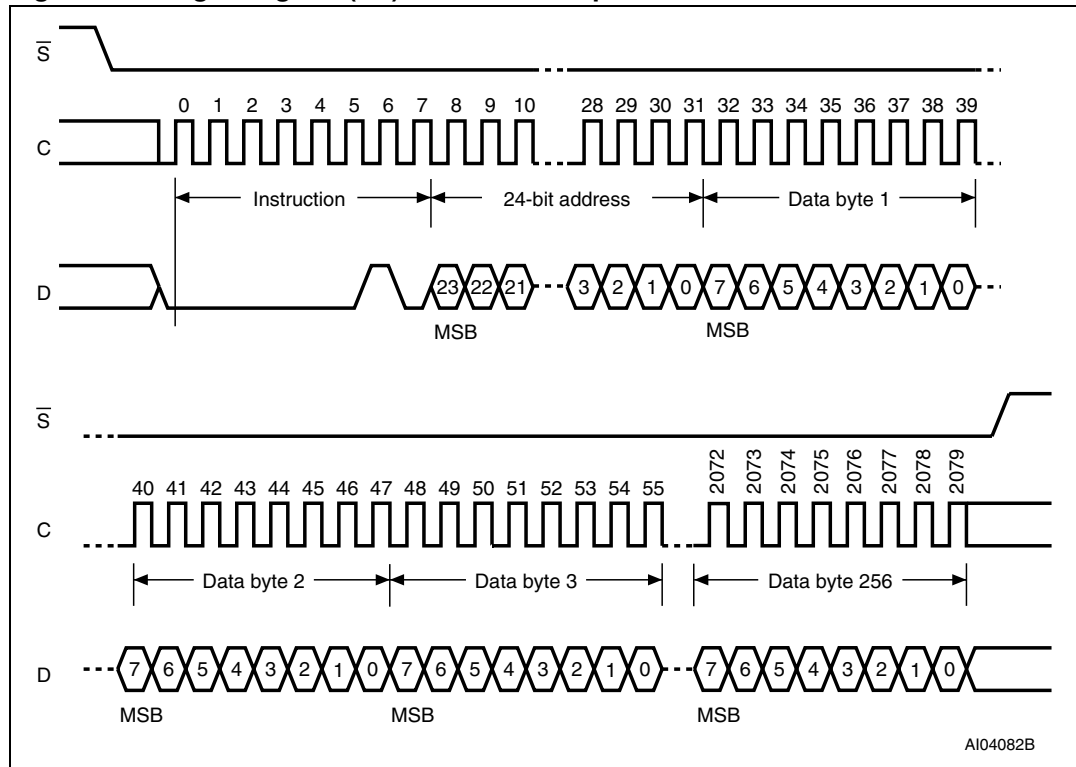 S
0 1 2 3 4 5 6 7 8 9 10 28 29 30 31 32 33 34 35 36 37 38 39
C
Instruction 24-bit address Data byte 1
D 23 22 21 3 2 1 0 7 6 5 4 3 2 1 0
MSB MSB
S
40 41 42 43 44 45 46 47 48 49 50 51 52 53 54 55 2072 2073 2074 2075 2076 2077 2078 2079
C
Data byte 2 Data byte 3 Data byte 256
D 7 6 5 4 3 2 1 0 7 6 5 4 3 2 1 0 7 6 5 4 3 2 1 0
MSB MSB MSB
AI04082B